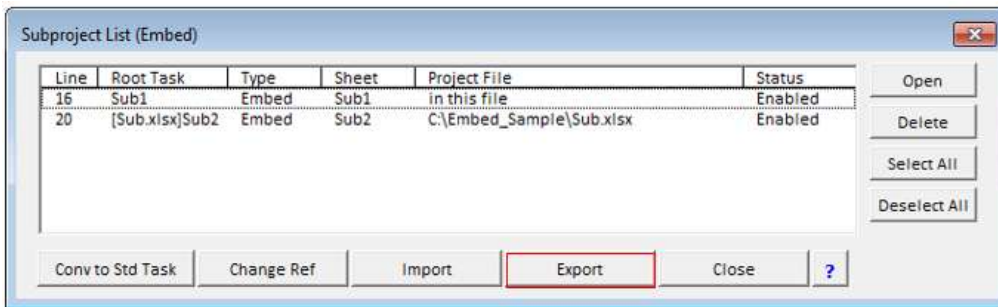 Subproject List (Embed)
Line Root Task Type Sheet Project File Status
16 Sub1 Embed Sub1 in this file Enabled
20 [Sub.xlsx]Sub2 Embed Sub2 C:\Embed_Sample\Sub.xlsx Enabled
Open
Delete
Select All
Deselect All
Conv to Std Task Change Ref Import Export Close ?